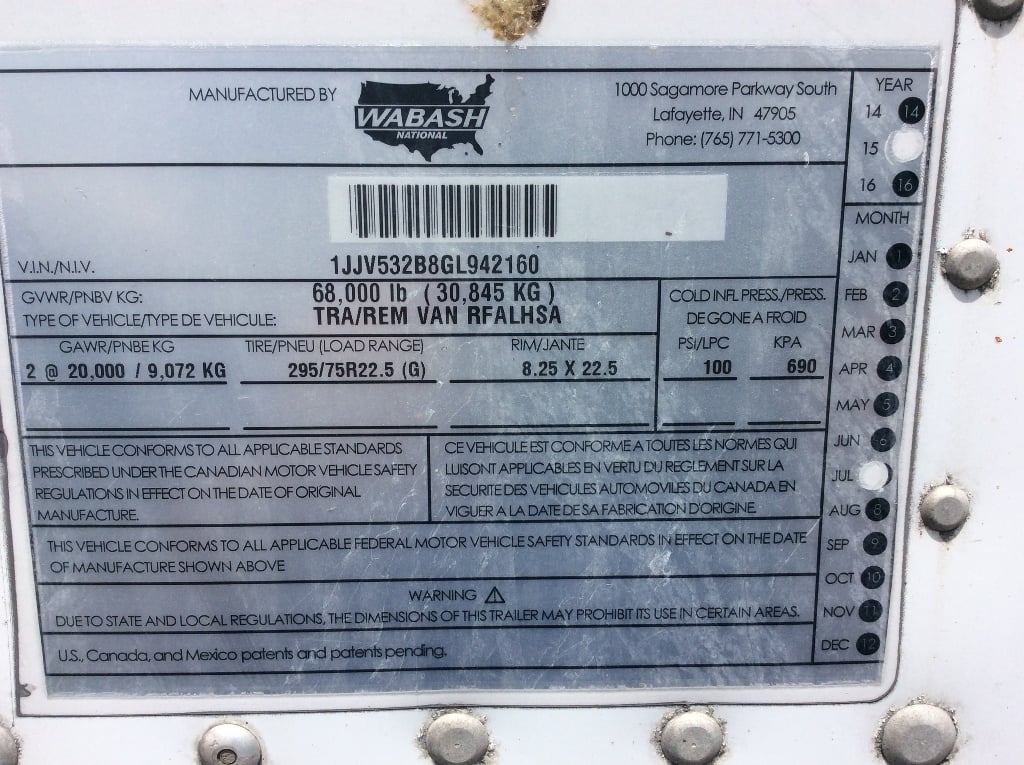 MANUFACTURED BY
WABASH
NATIONAL
1000 Sagamore Parkway South
Lafayette, IN 47905
Phone: (765) 771-5300
V.I.N./N.I.V.
1JJV532B8GL942160
GVWR/PNBV KG:
68,000 lb ( 30,845 KG )
TYPE OF VEHICLE/TYPE DE VEHICULE:
TRA/REM VAN RFALHSA
GAWR/PNBE KG
TIRE/PNEU (LOAD RANGE)
RIM/JANTE
2 @ 20,000 / 9,072 KG
295/75R22.5 (G)
8.25 X 22.5
COLD INFL PRESS./PRESS.
DE GONE A FROID
PSI/LPC
KPA
100
690
THIS VEHICLE CONFORMS TO ALL APPLICABLE STANDARDS
PRESCRIBED UNDER THE CANADIAN MOTOR VEHICLE SAFETY
REGULATIONS IN EFFECT ON THE DATE OF ORIGINAL
MANUFACTURE.
CE VEHICULE EST CONFORME A TOUTES LES NORMES QUI
LUISONT APPLICABLES EN VERTU DU REGLEMENT SUR LA
SECURITE DES VEHICULES AUTOMOVILES DU CANADA EN
VIGUER A LA DATE DE SA FABRICATION D'ORIGINE.
THIS VEHICLE CONFORMS TO ALL APPLICABLE FEDERAL MOTOR VEHICLE SAFETY STANDARDS IN EFFECT ON THE DATE
OF MANUFACTURE SHOWN ABOVE
WARNING
DUE TO STATE AND LOCAL REGULATIONS, THE DIMENSIONS OF THIS TRAILER MAY PROHIBIT ITS USE IN CERTAIN AREAS.
U.S., Canada, and Mexico patents and patents pending.
YEAR
14 14
15
16 16
MONTH
JAN 1
FEB 2
MAR 3
APR 4
MAY 5
JUN 6
JUL
AUG 8
SEP 9
OCT 10
NOV 11
DEC 12